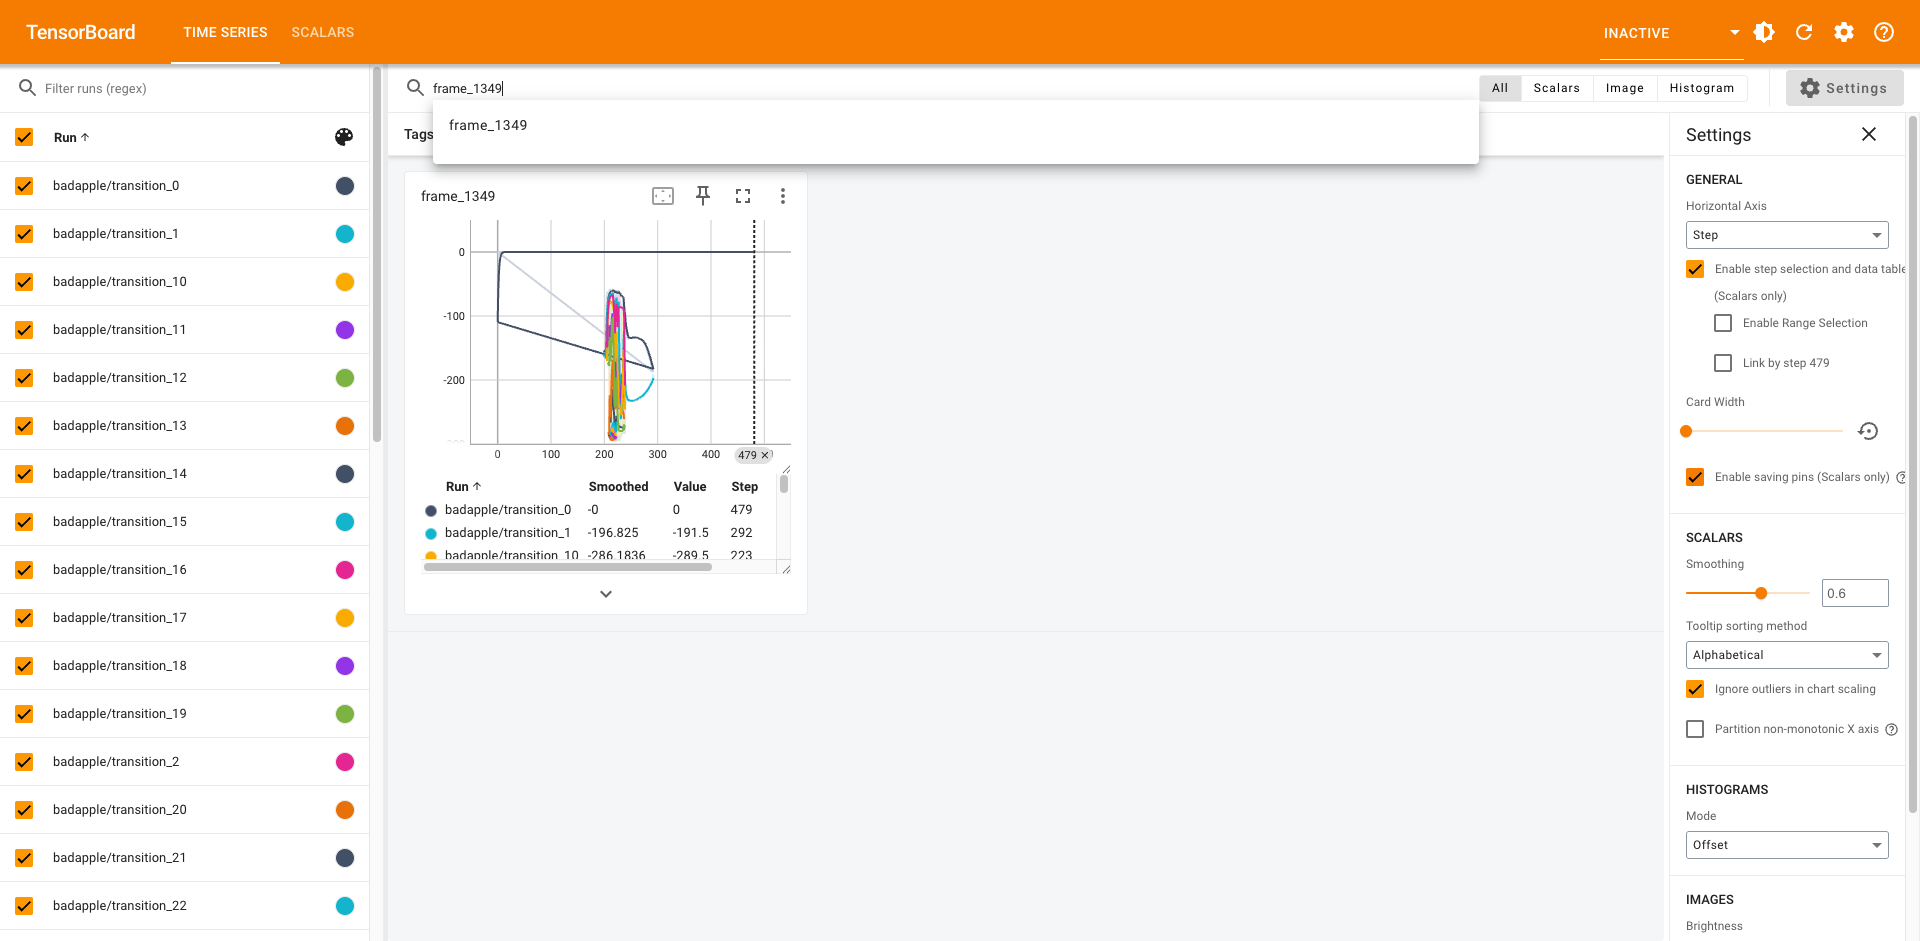 TensorBoard
TIME SERIES
SCALARS
INACTIVE
Filter runs (regex)
frame_1349
All
Scalars
Image
Histogram
Settings
frame_1349
Run
Tags
Settings
badapple/transition_0
badapple/transition_1
badapple/transition_10
badapple/transition_11
badapple/transition_12
badapple/transition_13
badapple/transition_14
badapple/transition_15
badapple/transition_16
badapple/transition_17
badapple/transition_18
badapple/transition_19
badapple/transition_2
badapple/transition_20
badapple/transition_21
badapple/transition_22
frame_1349
0
-100
-200
0
100
200
300
400
479
Run Smoothed Value Step
badapple/transition_0 -0 0 479
badapple/transition_1 -196.825 -191.5 292
badapple/transition_10 -286.1836 -289.5 223
GENERAL
Horizontal Axis
Step
Enable step selection and data table
(Scalars only)
Enable Range Selection
Link by step 479
Card Width
Enable saving pins (Scalars only)
SCALARS
Smoothing
0.6
Tooltip sorting method
Alphabetical
Ignore outliers in chart scaling
Partition non-monotonic X axis
HISTOGRAMS
Mode
Offset
IMAGES
Brightness